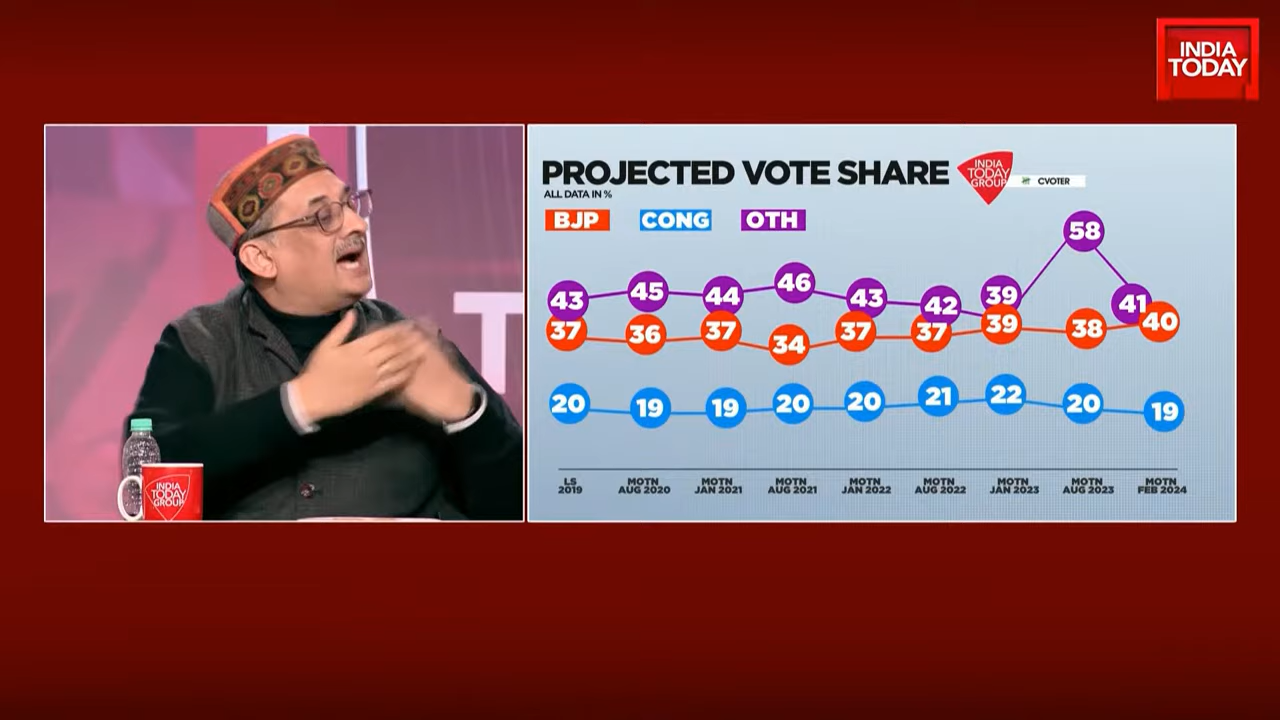 INDIA
TODAY
PROJECTED VOTE SHARE
INDIA
TODAY
GROUP
CVOTER
ALL DATA IN %
BJP CONG OTH
58
43 45 44 46 43 42 39 41
37 36 37 34 37 37 39 38 40
20 19 19 20 20 21 22 20 19
LS
2019
MOTN
AUG 2020
MOTN
JAN 2021
MOTN
AUG 2021
MOTN
JAN 2022
MOTN
AUG 2022
MOTN
JAN 2023
MOTN
AUG 2023
MOTN
FEB 2024
T
INDIA
TODAY
GROUP